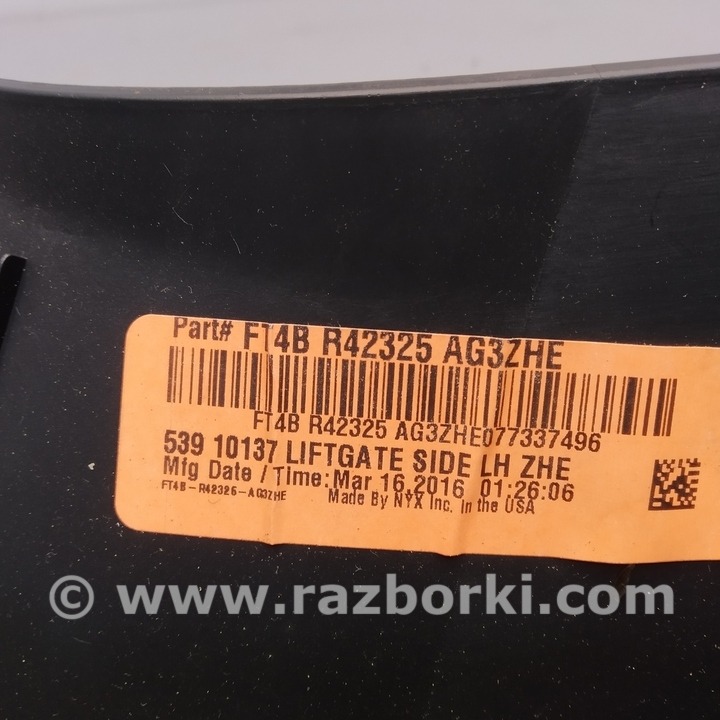 Part# FT4B R42325 AG3ZHE
FT4B R42325 AG3ZHE077337496
539 10137 LIFTGATE SIDE LH ZHE
Mfg Date / Time: Mar 16,2016 01:26:06
FT4B-R42325-AG3ZHE Made By NYX Inc. In the USA
© www.razborki.com